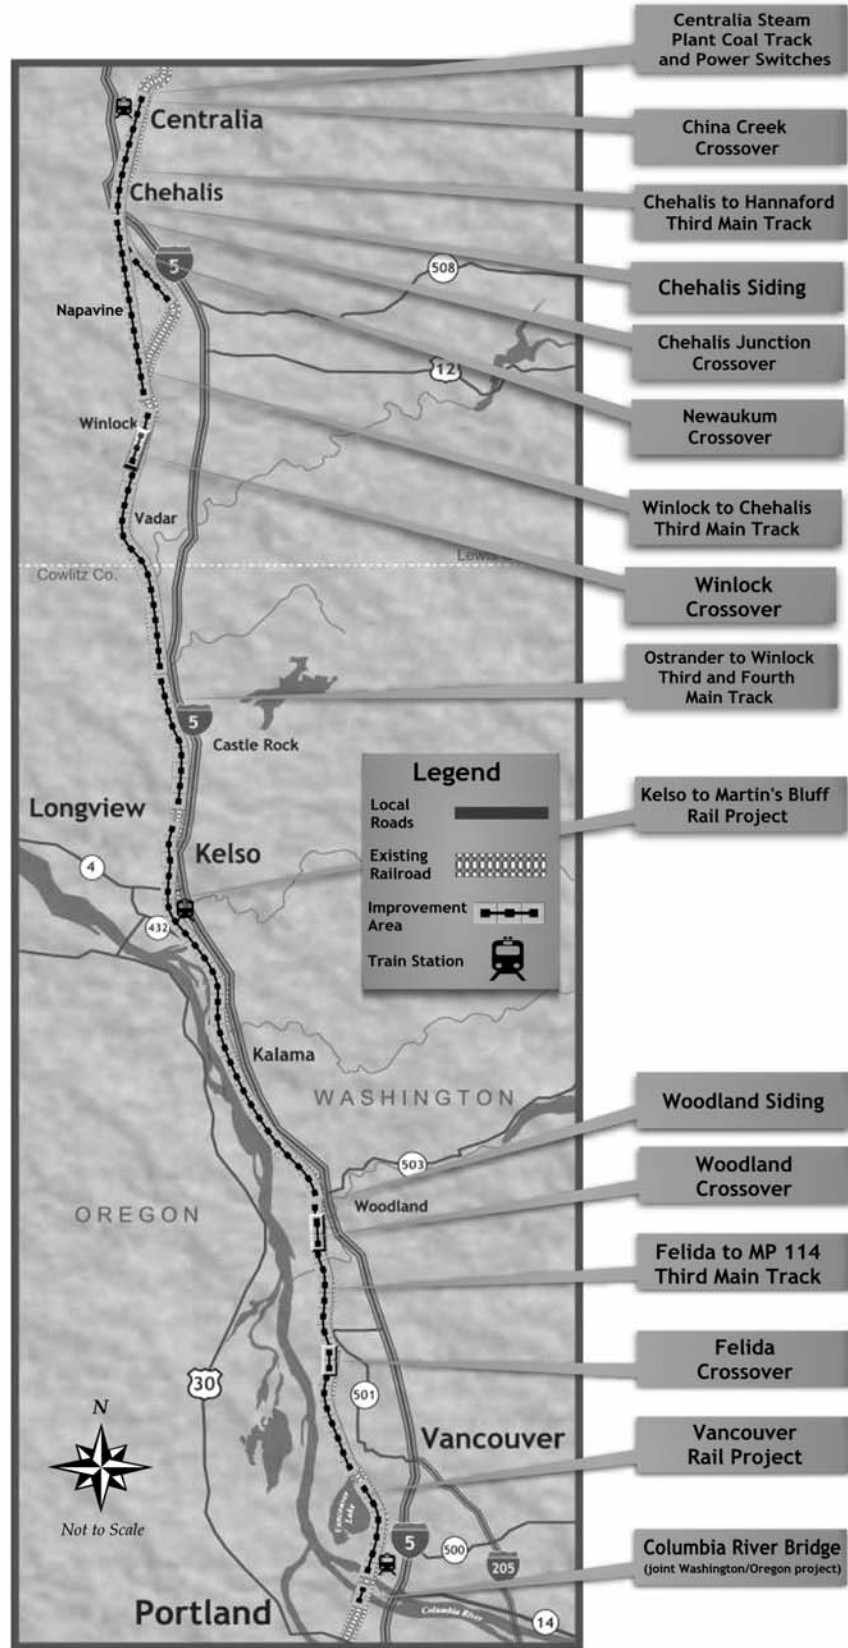 Centralia Steam
Plant Coal Track
and Power Switches
China Creek
Crossover
Chehalis to Hannaford
Third Main Track
Chehalis Siding
Chehalis Junction
Crossover
Newaukum
Crossover
Winlock to Chehalis
Third Main Track
Winlock
Crossover
Ostrander to Winlock
Third and Fourth
Main Track
Kelso to Martin's Bluff
Rail Project
Woodland Siding
Woodland
Crossover
Felida to MP 114
Third Main Track
Felida
Crossover
Vancouver
Rail Project
Columbia River Bridge
(joint Washington/Oregon project)
Centralia
Chehalis
5
508
Napavine
12
Winlock
Vadar
Lewis
Cowlitz Co.
5
Castle Rock
Legend
Local
Roads
Existing
Railroad
Improvement
Area
Train Station
Longview
Kelso
4
432
Kalama
WASHINGTON
503
Woodland
OREGON
30
501
N
Not to Scale
Vancouver
Vancouver
Lake
5
500
205
Portland
Columbia River
14